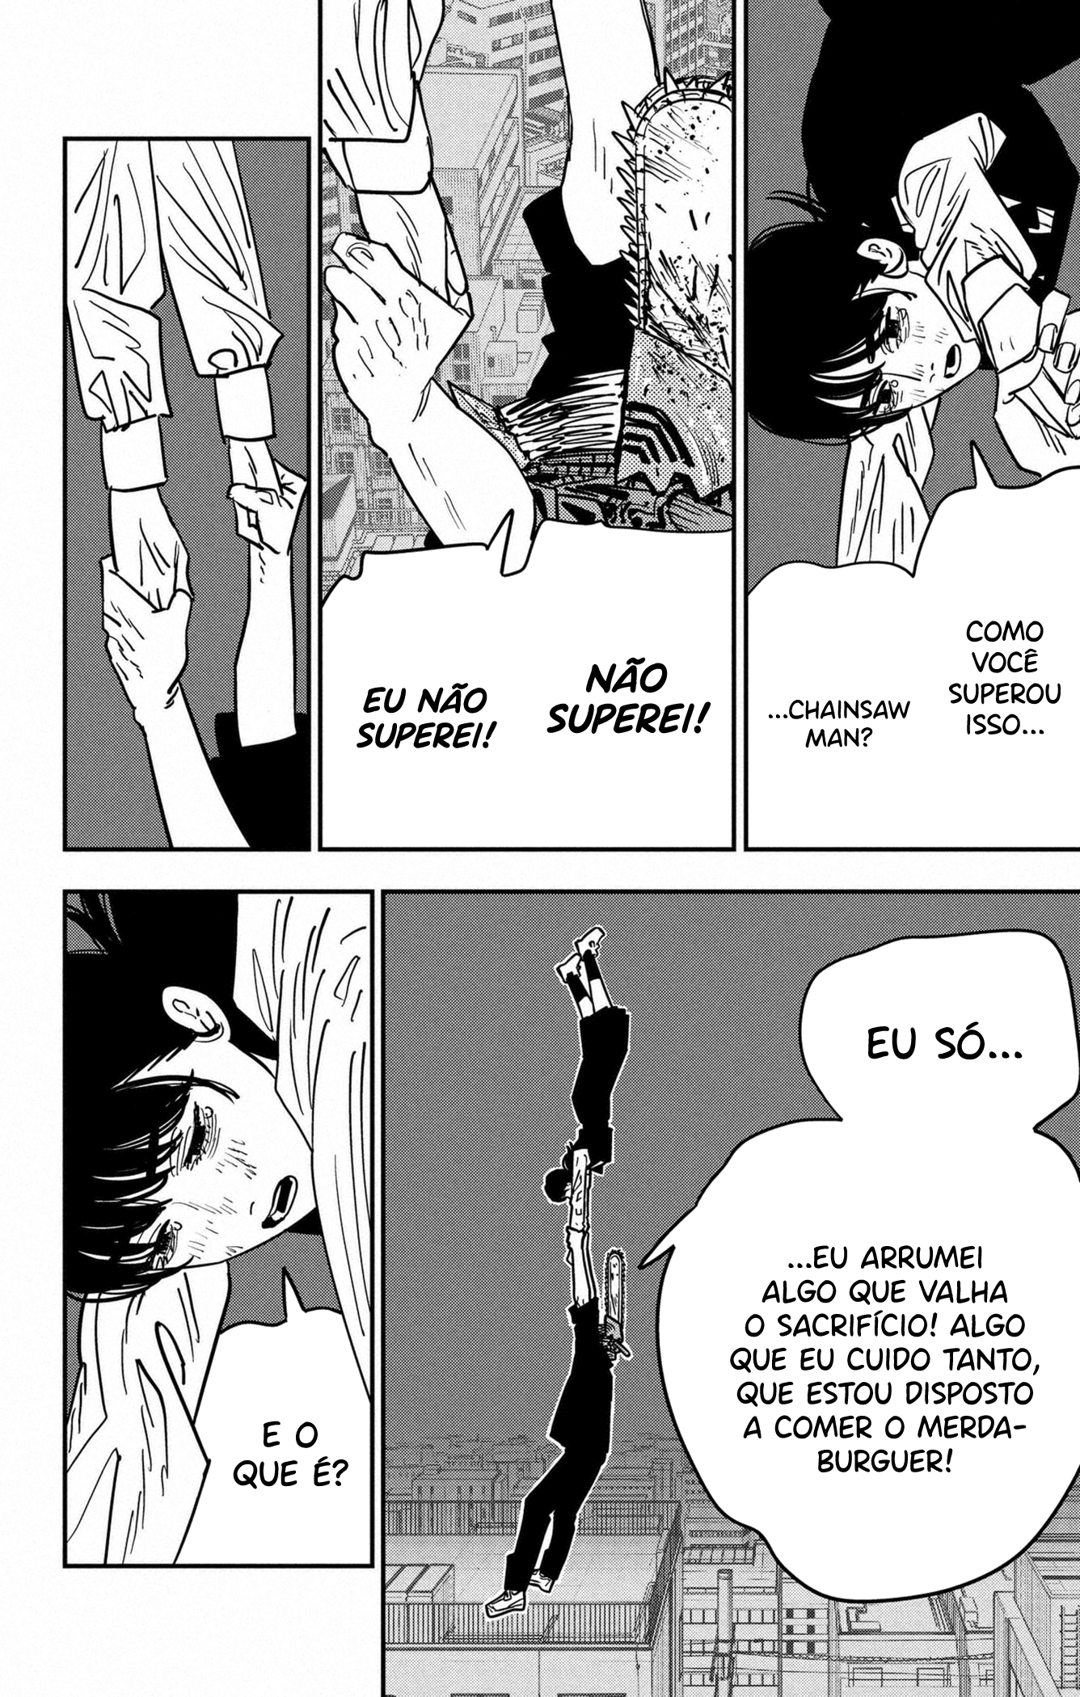 COMO
VOCÊ
SUPEROU
ISSO...
...CHAINSAW
MAN?
NÃO
SUPEREI!
EU NÃO
SUPEREI!
EU SÓ...
...EU ARRUMEI
ALGO QUE VALHA
O SACRIFÍCIO! ALGO
QUE EU CUIDO TANTO,
QUE ESTOU DISPOSTO
A COMER O MERDA-
BURGUER!
E O
QUE É?